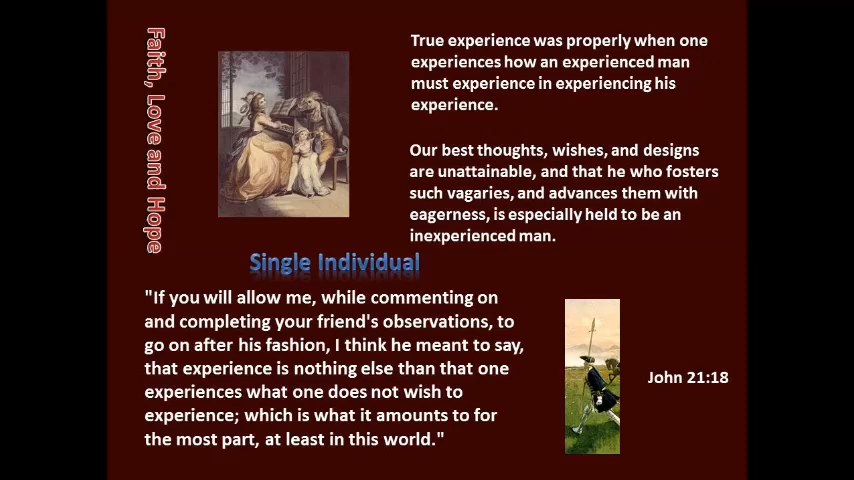 Faith, Love and Hope
True experience was properly when one
experiences how an experienced man
must experience in experiencing his
experience.
Our best thoughts, wishes, and designs
are unattainable, and that he who fosters
such vagaries, and advances them with
eagerness, is especially held to be an
inexperienced man.
Single Individual
"If you will allow me, while commenting on
and completing your friend's observations, to
go on after his fashion, I think he meant to say,
that experience is nothing else than that one
experiences what one does not wish to
experience; which is what it amounts to for
the most part, at least in this world."
John 21:18